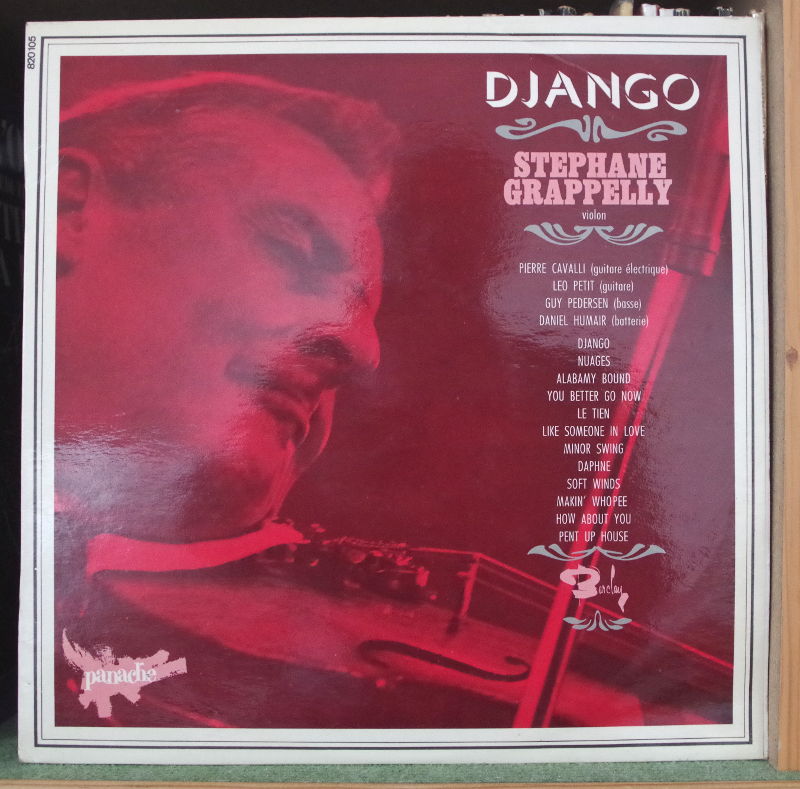 820105
DJANGO
STEPHANE
GRAPPELLY
violon
PIERRE CAVALLI (guitare électrique)
LEO PETIT (guitare)
GUY PEDERSEN (basse)
DANIEL HUMAIR (batterie)
DJANGO
NUAGES
ALABAMY BOUND
YOU BETTER GO NOW
LE TIEN
LIKE SOMEONE IN LOVE
MINOR SWING
DAPHNE
SOFT WINDS
MAKIN' WHOPEE
HOW ABOUT YOU
PENT UP HOUSE
Barclay
panache